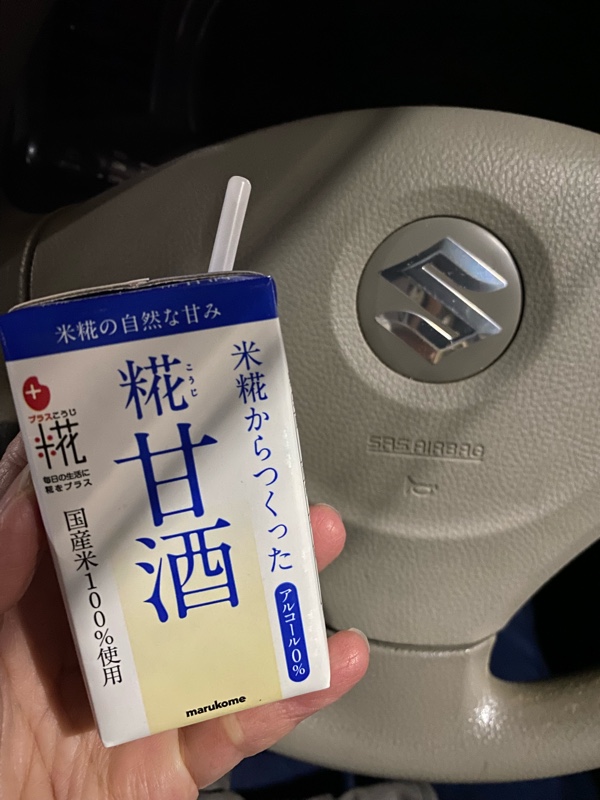 米糀の自然な甘み
米糀からつくった
アルコール0%
糀
こうじ
甘酒
プラスこうじ
糀
毎日の生活に
糀をプラス
国産米100%使用
marukome
SRS AIRBAG